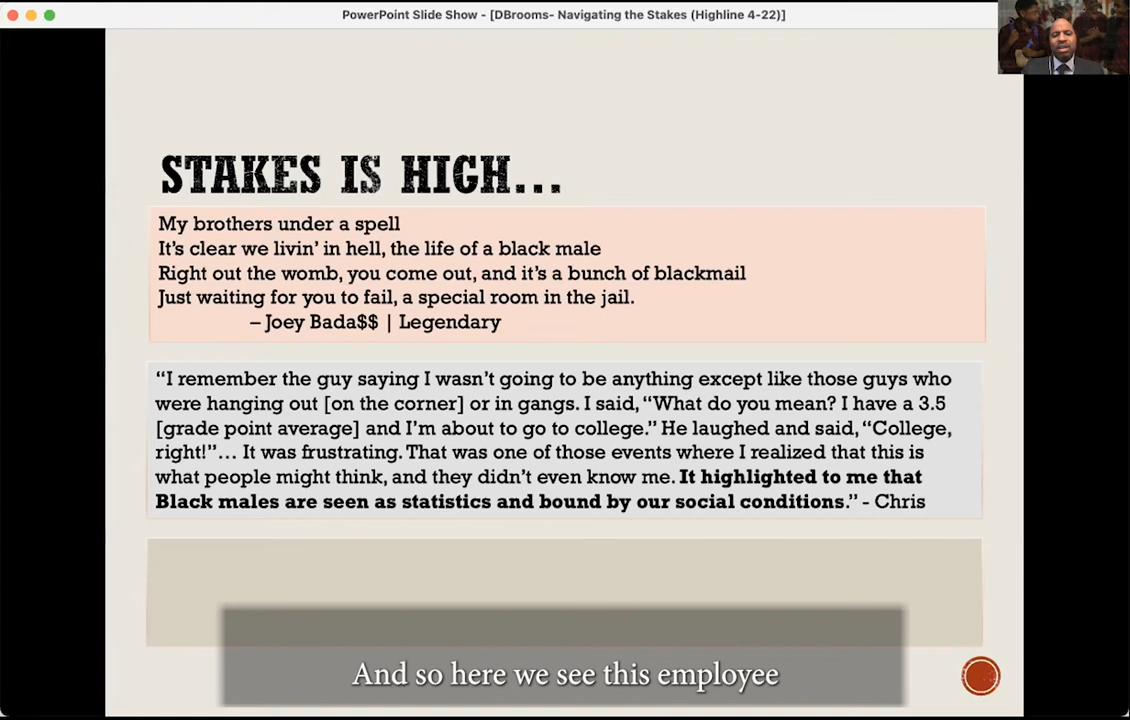 PowerPoint Slide Show - [DBrooms- Navigating the Stakes (Highline 4-22)]
STAKES IS HIGH...
My brothers under a spell
It's clear we livin' in hell, the life of a black male
Right out the womb, you come out, and it's a bunch of blackmail
Just waiting for you to fail, a special room in the jail.
– Joey Bada$$ | Legendary
“I remember the guy saying I wasn't going to be anything except like those guys who
were hanging out [on the corner] or in gangs. I said, “What do you mean? I have a 3.5
[grade point average] and I'm about to go to college.” He laughed and said, “College,
right!”... It was frustrating. That was one of those events where I realized that this is
what people might think, and they didn't even know me. It highlighted to me that
Black males are seen as statistics and bound by our social conditions.” - Chris
And so here we see this employee